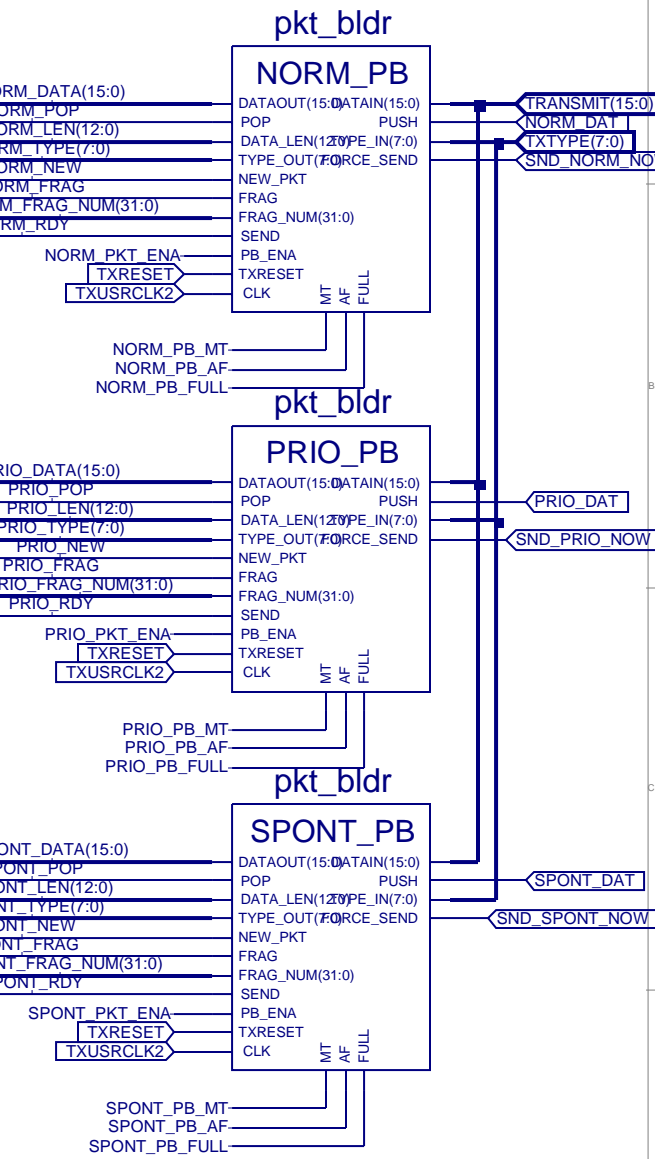 pkt_bldr
NORM_PB
RM_DATA(15:0)
ORM_POP
ORM_LEN(12:0)
RM_TYPE(7:0)
ORM_NEW
ORM_FRAG
M_FRAG_NUM(31:0)
RM_RDY
NORM_PKT_ENA
TXRESET
TXUSRCLK2
DATAOUT(15:0) DATAIN(15:0)
POP PUSH
DATA_LEN(12:0) TYPE_IN(7:0)
TYPE_OUT(7:0) FORCE_SEND
NEW_PKT
FRAG
FRAG_NUM(31:0)
SEND
PB_ENA
TXRESET
CLK
MT
AF
FULL
TRANSMIT(15:0)
NORM_DAT
TXTYPE(7:0)
SND_NORM_NO
NORM_PB_MT
NORM_PB_AF
NORM_PB_FULL
B
pkt_bldr
PRIO_PB
RIO_DATA(15:0)
PRIO_POP
PRIO_LEN(12:0)
PRIO_TYPE(7:0)
PRIO_NEW
PRIO_FRAG
RIO_FRAG_NUM(31:0)
PRIO_RDY
PRIO_PKT_ENA
TXRESET
TXUSRCLK2
DATAOUT(15:0) DATAIN(15:0)
POP PUSH
DATA_LEN(12:0) TYPE_IN(7:0)
TYPE_OUT(7:0) FORCE_SEND
NEW_PKT
FRAG
FRAG_NUM(31:0)
SEND
PB_ENA
TXRESET
CLK
MT
AF
FULL
PRIO_DAT
SND_PRIO_NOW
PRIO_PB_MT
PRIO_PB_AF
PRIO_PB_FULL
C
pkt_bldr
SPONT_PB
ONT_DATA(15:0)
PONT_POP
ONT_LEN(12:0)
NT_TYPE(7:0)
ONT_NEW
ONT_FRAG
NT_FRAG_NUM(31:0)
PONT_RDY
SPONT_PKT_ENA
TXRESET
TXUSRCLK2
DATAOUT(15:0) DATAIN(15:0)
POP PUSH
DATA_LEN(12:0) TYPE_IN(7:0)
TYPE_OUT(7:0) FORCE_SEND
NEW_PKT
FRAG
FRAG_NUM(31:0)
SEND
PB_ENA
TXRESET
CLK
MT
AF
FULL
SPONT_DAT
SND_SPONT_NOW
SPONT_PB_MT
SPONT_PB_AF
SPONT_PB_FULL